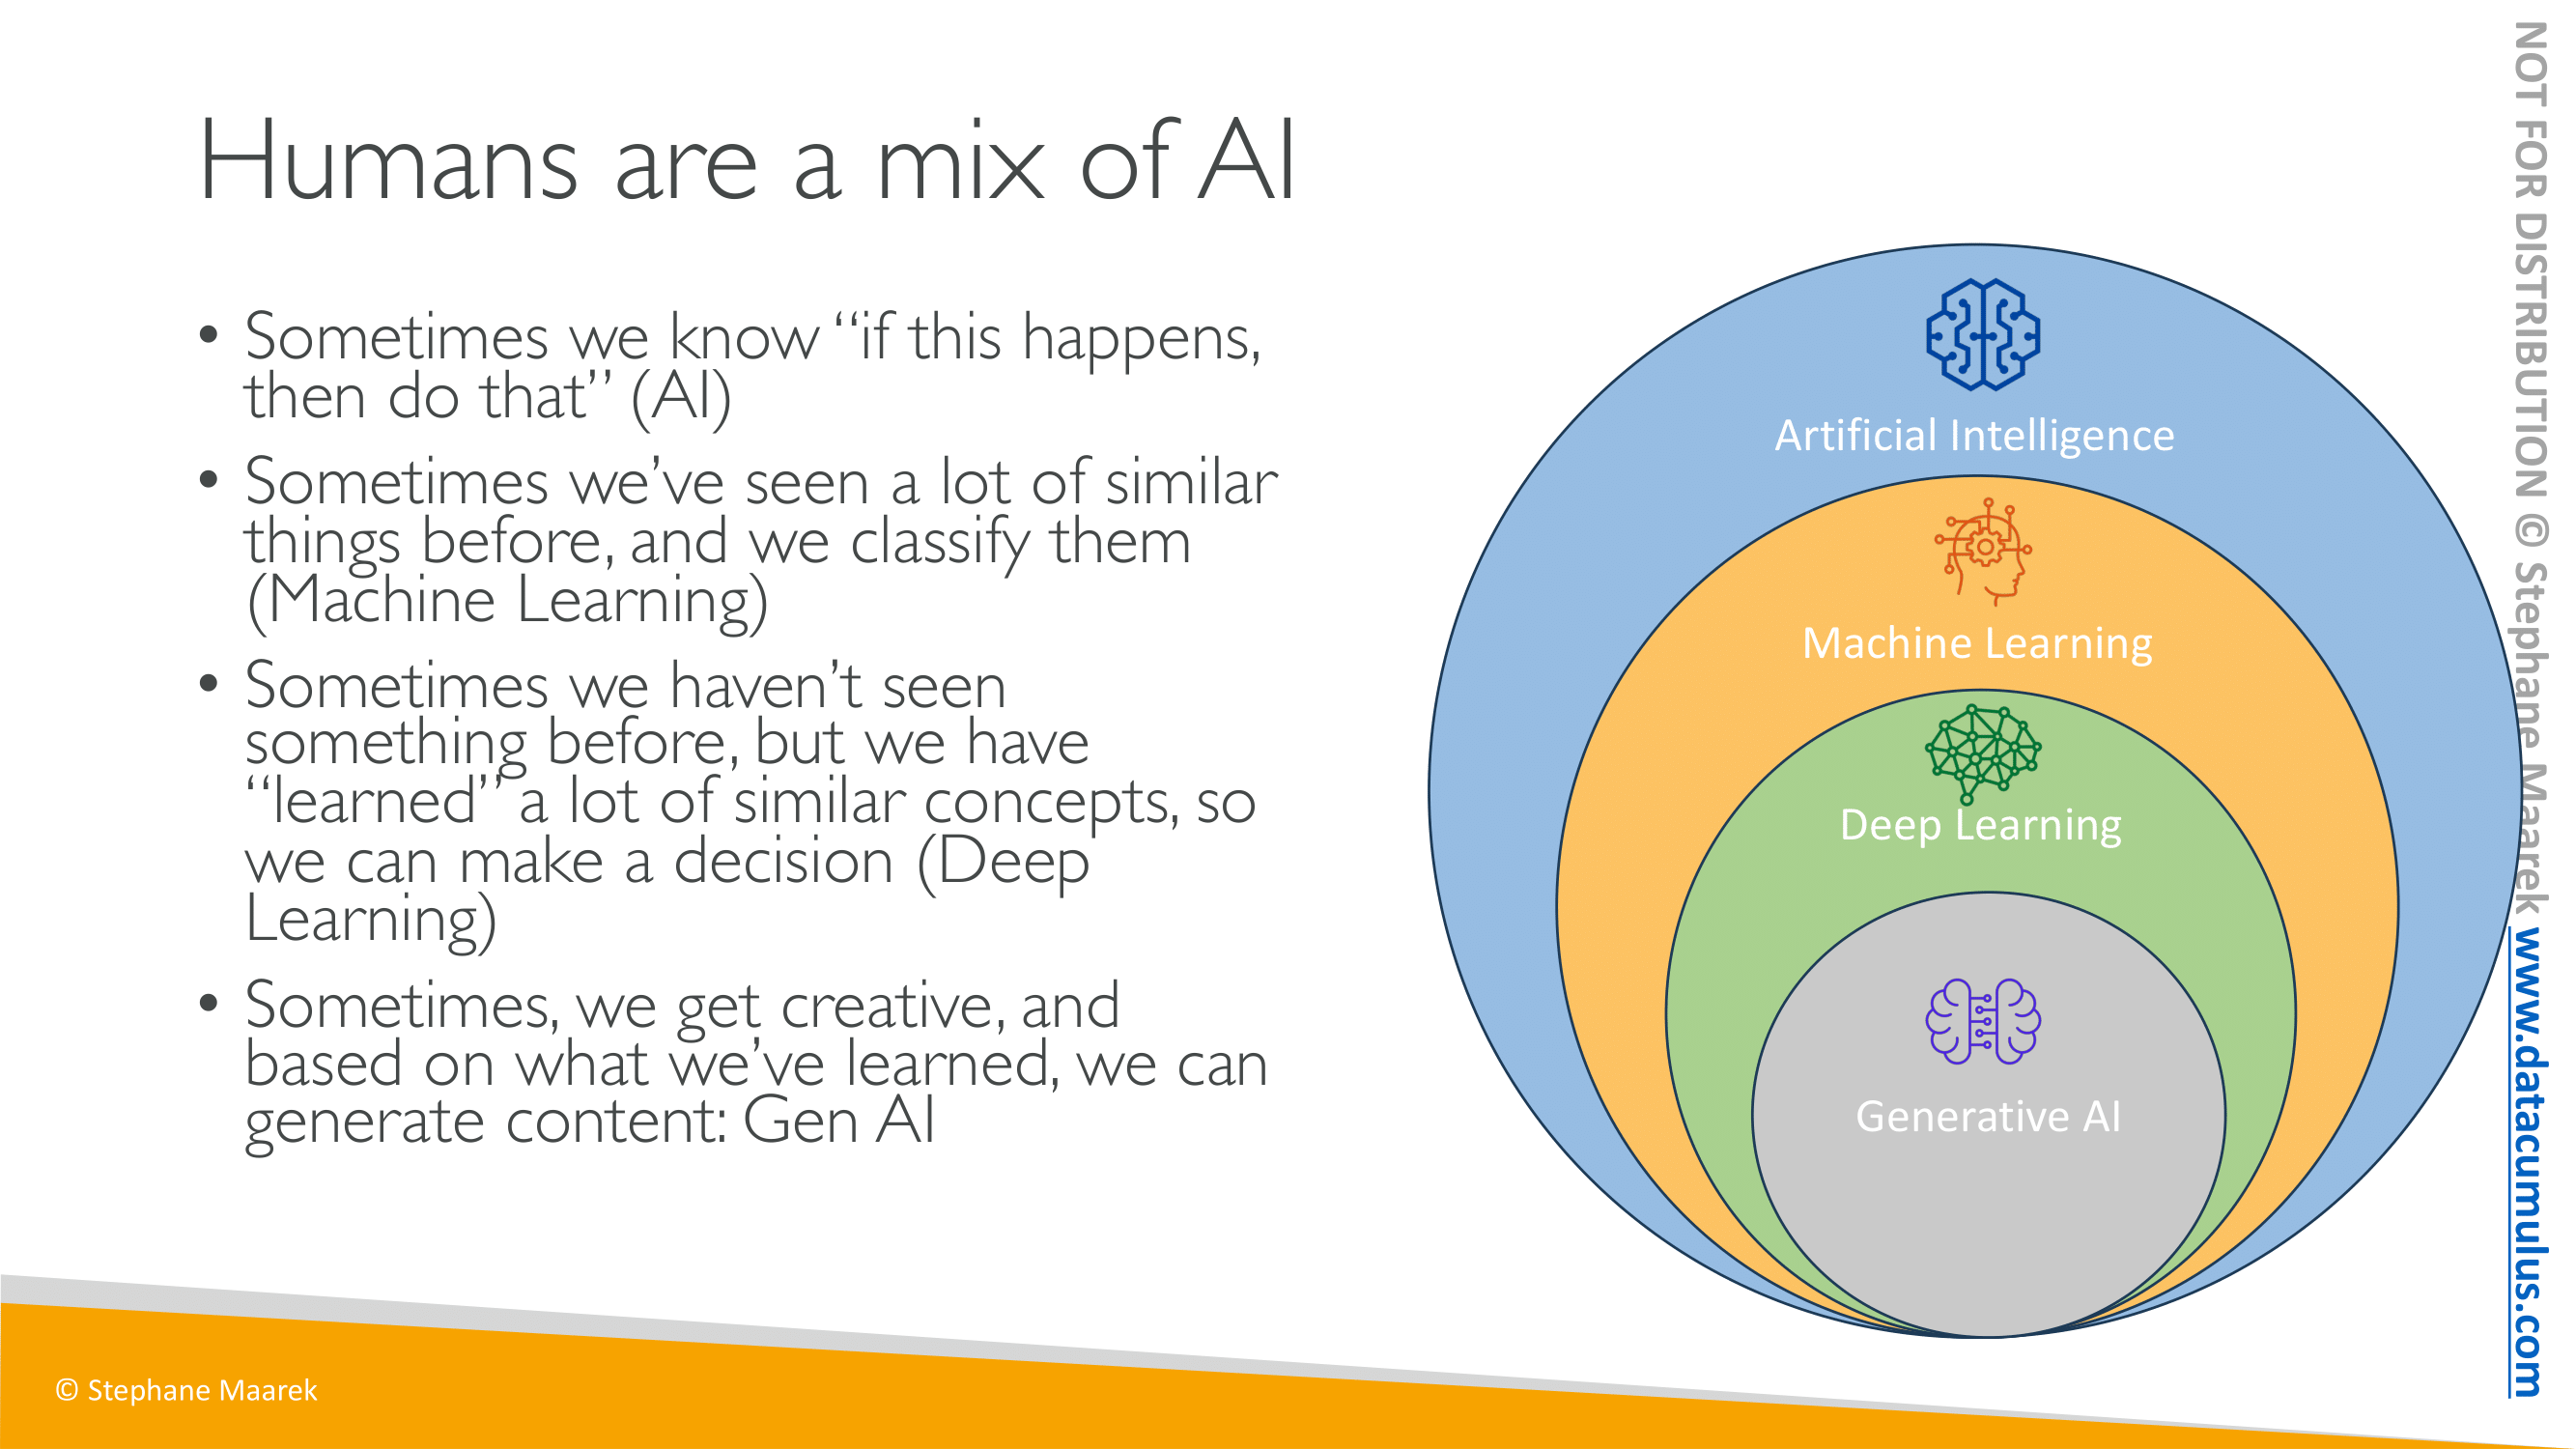 Humans are a mix of AI
• Sometimes we know “if this happens,
then do that” (AI)
• Sometimes we’ve seen a lot of similar
things before, and we classify them
(Machine Learning)
• Sometimes we haven’t seen
something before, but we have
“learned” a lot of similar concepts, so
we can make a decision (Deep
Learning)
• Sometimes, we get creative, and
based on what we’ve learned, we can
generate content: Gen AI
Artificial Intelligence
Machine Learning
Deep Learning
Generative AI
© Stephane Maarek
NOT FOR DISTRIBUTION © Stephane Maarek www.datacumulus.com